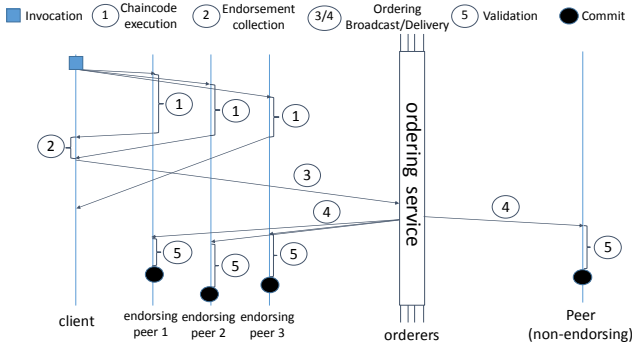 Invocation
1
Chaincode
execution
2
Endorsement
collection
3/4
Ordering
Broadcast/Delivery
5
Validation
Commit
1
1
1
2
3
4
4
5
5
5
5
ordering service
client
endorsing
peer 1
endorsing
peer 2
endorsing
peer 3
orderers
Peer
(non-endorsing)